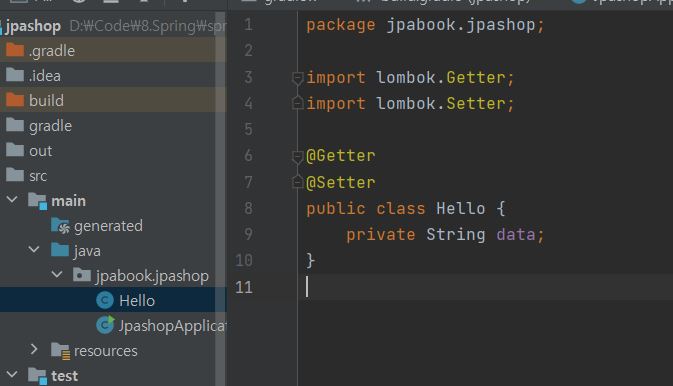 jpashop D:₩Code₩8.Spring₩spr
.gradle
.idea
build
gradle
out
src
main
generated
java
jpabook.jpashop
Hello
JpashopApplicat
resources
test
1 package jpabook.jpashop;
2
3 import lombok.Getter;
4 import lombok.Setter;
5
6 @Getter
7 @Setter
8 public class Hello {
9 private String data;
10 }
11